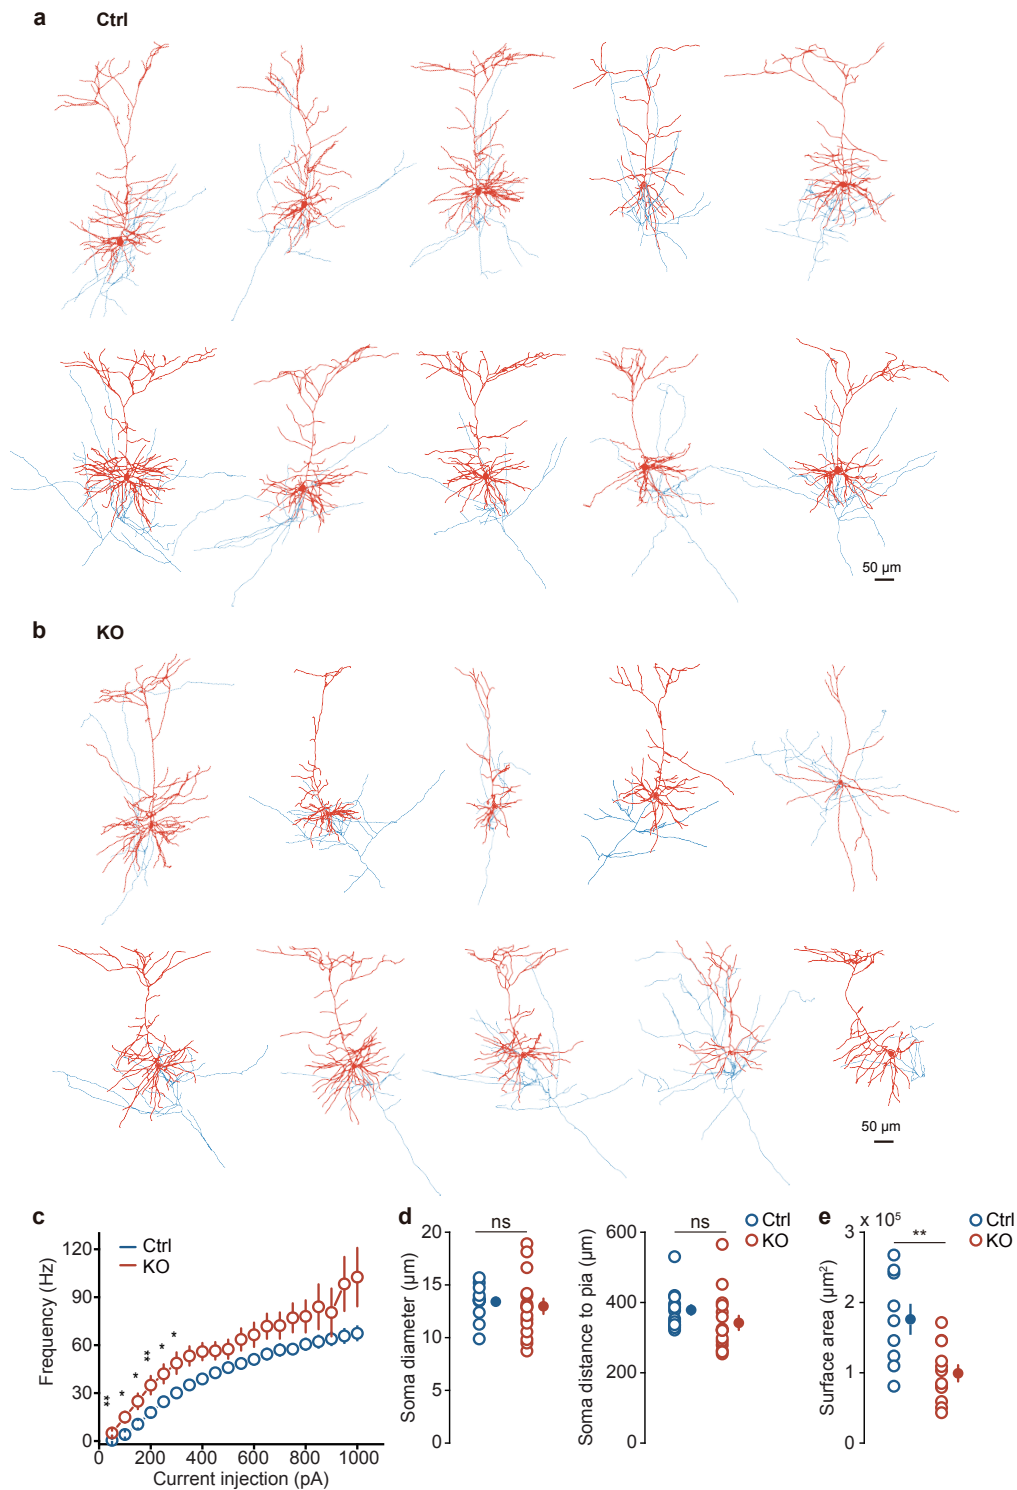 a Ctrl
50 µm
b KO
50 µm
c
Frequency (Hz)
120
90
60
30
0
Ctrl
KO
** * * ** * *
0 200 400 600 800 1000
Current injection (pA)
d
Soma diameter (µm)
20
15
10
5
0
ns
Soma distance to pia (µm)
600
400
200
0
ns
Ctrl
KO
e
x 10⁵
Surface area (µm²)
3
2
1
0
**
Ctrl
KO